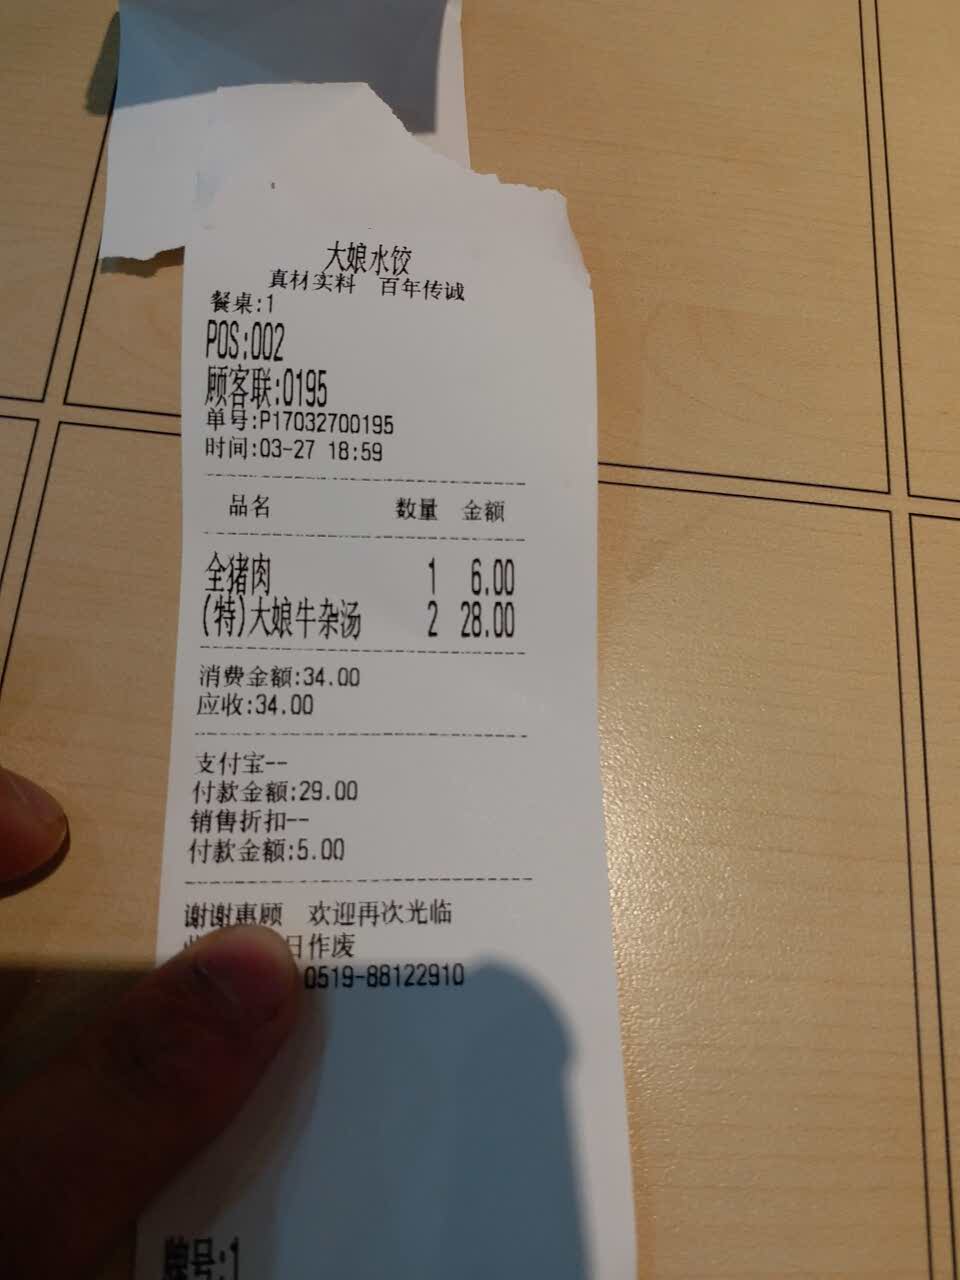 大娘水饺
真材实料 百年传诚
餐桌:1
POS:002
顾客联:0195
单号:P17032700195
时间:03-27 18:59
品名 数量 金额
全猪肉 1 6.00
(特)大娘牛杂汤 2 28.00
消费金额:34.00
应收:34.00
支付宝--
付款金额:29.00
销售折扣--
付款金额:5.00
谢谢惠顾 欢迎再次光临
日作废
0519-88122910
牌号:1